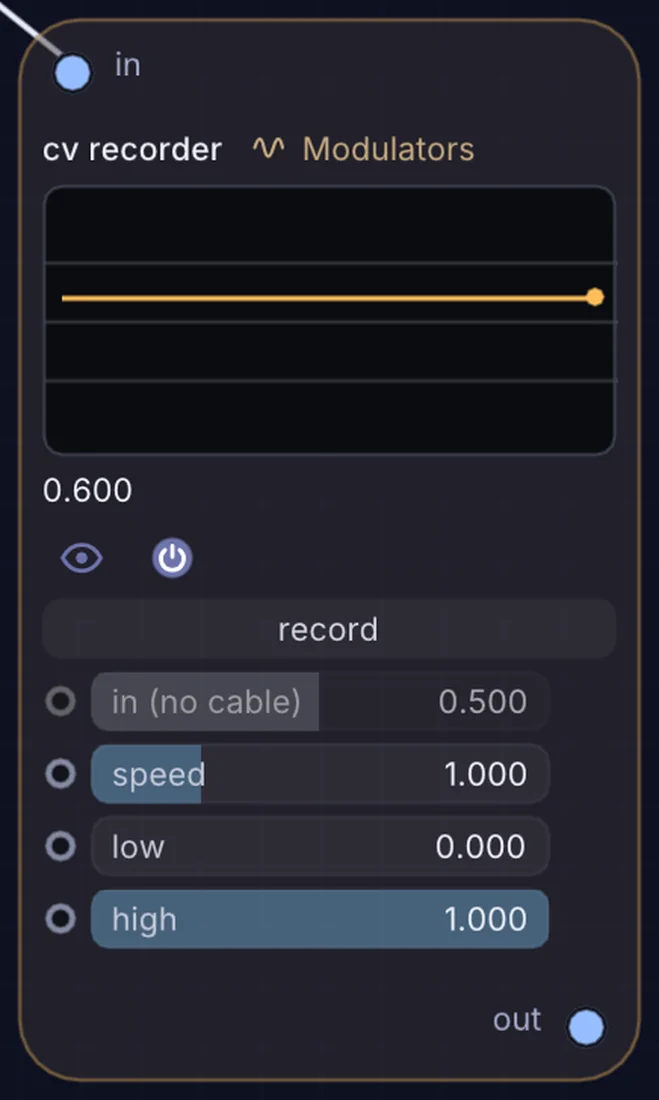 in
cv recorder Modulators
0.600
record
in (no cable) 0.500
speed 1.000
low 0.000
high 1.000
out